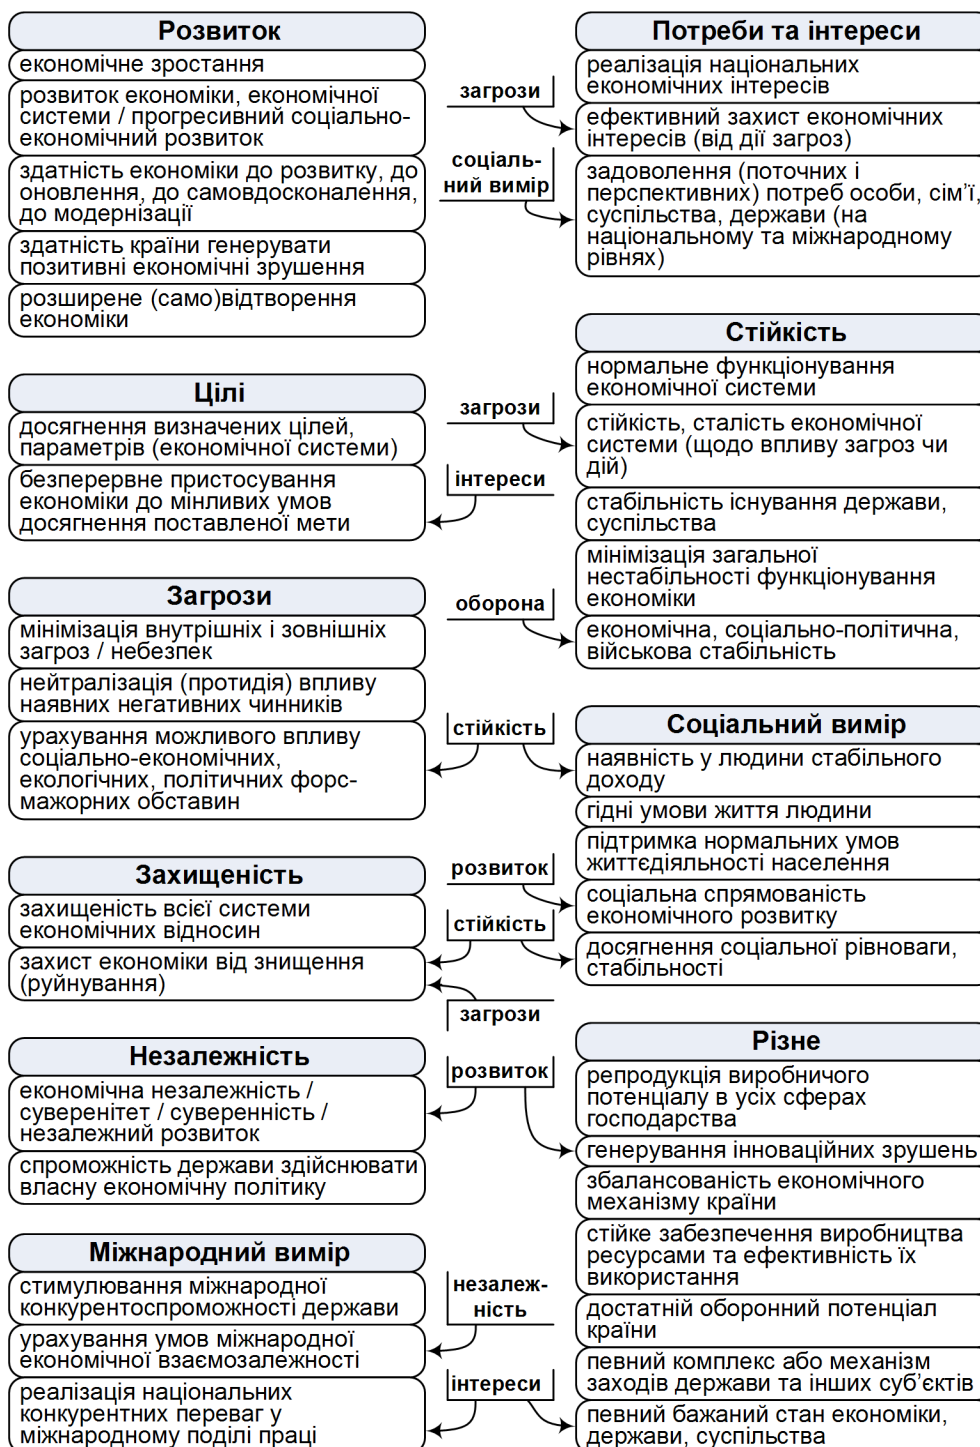 Розвиток
економічне зростання
розвиток економіки, економічної
системи / прогресивний соціально-
економічний розвиток
здатність економіки до розвитку, до
оновлення, до самовдосконалення,
до модернізації
здатність країни генерувати
позитивні економічні зрушення
розширене (само)відтворення
економіки
Цілі
досягнення визначених цілей,
параметрів (економічної системи)
безперервне пристосування
економіки до мінливих умов
досягнення поставленої мети
Загрози
мінімізація внутрішніх і зовнішніх
загроз / небезпек
нейтралізація (протидія) впливу
наявних негативних чинників
урахування можливого впливу
соціально-економічних,
екологічних, політичних форс-
мажорних обставин
Захищеність
захищеність всієї системи
економічних відносин
захист економіки від знищення
(руйнування)
Незалежність
економічна незалежність /
суверенітет / суверенність /
незалежний розвиток
спроможність держави здійснювати
власну економічну політику
Міжнародний вимір
стимулювання міжнародної
конкурентоспроможності держави
урахування умов міжнародної
економічної взаємозалежності
реалізація національних
конкурентних переваг у
міжнародному поділі праці
загрози
соціаль-
ний вимір
загрози
інтереси
оборона
стійкість
розвиток
стійкість
загрози
розвиток
незалеж-
ність
інтереси
Потреби та інтереси
реалізація національних
економічних інтересів
ефективний захист економічних
інтересів (від дії загроз)
задоволення (поточних і
перспективних) потреб особи, сім’ї,
суспільства, держави (на
національному та міжнародному
рівнях)
Стійкість
нормальне функціонування
економічної системи
стійкість, сталість економічної
системи (щодо впливу загроз чи
дій)
стабільність існування держави,
суспільства
мінімізація загальної
нестабільності функціонування
економіки
економічна, соціально-політична,
військова стабільність
Соціальний вимір
наявність у людини стабільного
доходу
гідні умови життя людини
підтримка нормальних умов
життєдіяльності населення
соціальна спрямованість
економічного розвитку
досягнення соціальної рівноваги,
стабільності
Різне
репродукція виробничого
потенціалу в усіх сферах
господарства
генерування інноваційних зрушень
збалансованість економічного
механізму країни
стійке забезпечення виробництва
ресурсами та ефективність їх
використання
достатній оборонний потенціал
країни
певний комплекс або механізм
заходів держави та інших суб’єктів
певний бажаний стан економіки,
держави, суспільства